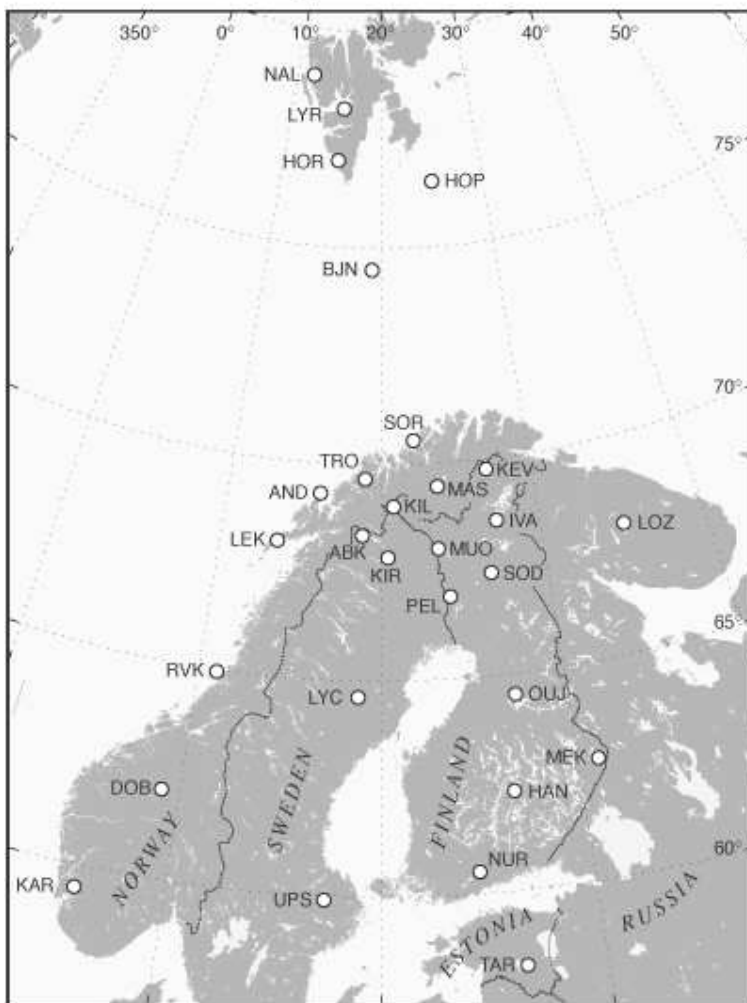 350° 0° 10° 20° 30° 40° 50°
NAL
LYR
75°
HOR
HOP
BJN
70°
SOR
TRO
KEV
AND
MAS
KIL
IVA
LOZ
LEK
ABK
MUO
KIR
SOD
PEL
65°
RVK
LYC
OUJ
MEK
DOB
HAN
SWEDEN
FINLAND
NORWAY
60°
NUR
KAR
UPS
RUSSIA
ESTONIA
TAR